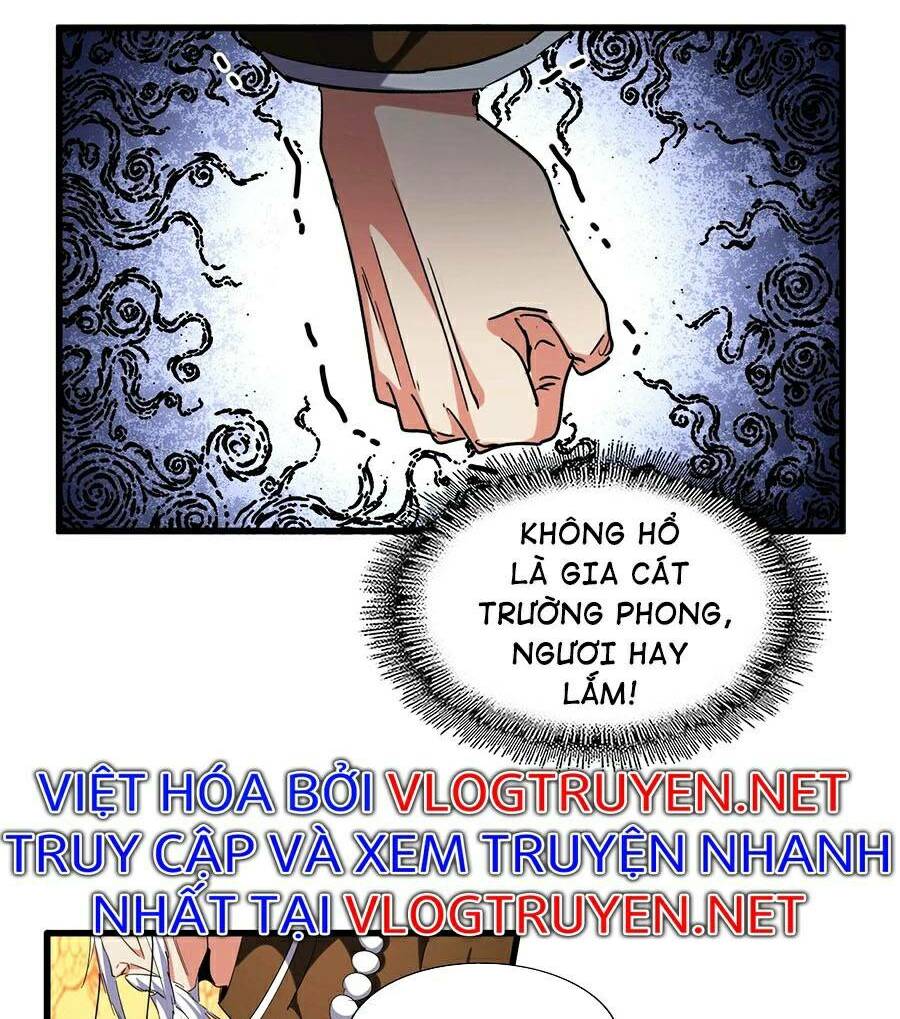 KHÔNG HỔ
LÀ GIA CÁT
TRƯỜNG PHONG,
NGƯƠI HAY
LẮM!
VIỆT HÓA BỞI VLOGTRUYEN.NET
TRUY CẬP VÀ XEM TRUYỆN NHANH
NHẤT TẠI VLOGTRUYEN.NET